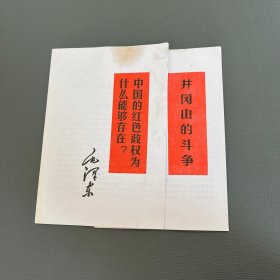 中国的红色政权为
什么能够存在?
毛泽东
井冈山的斗争